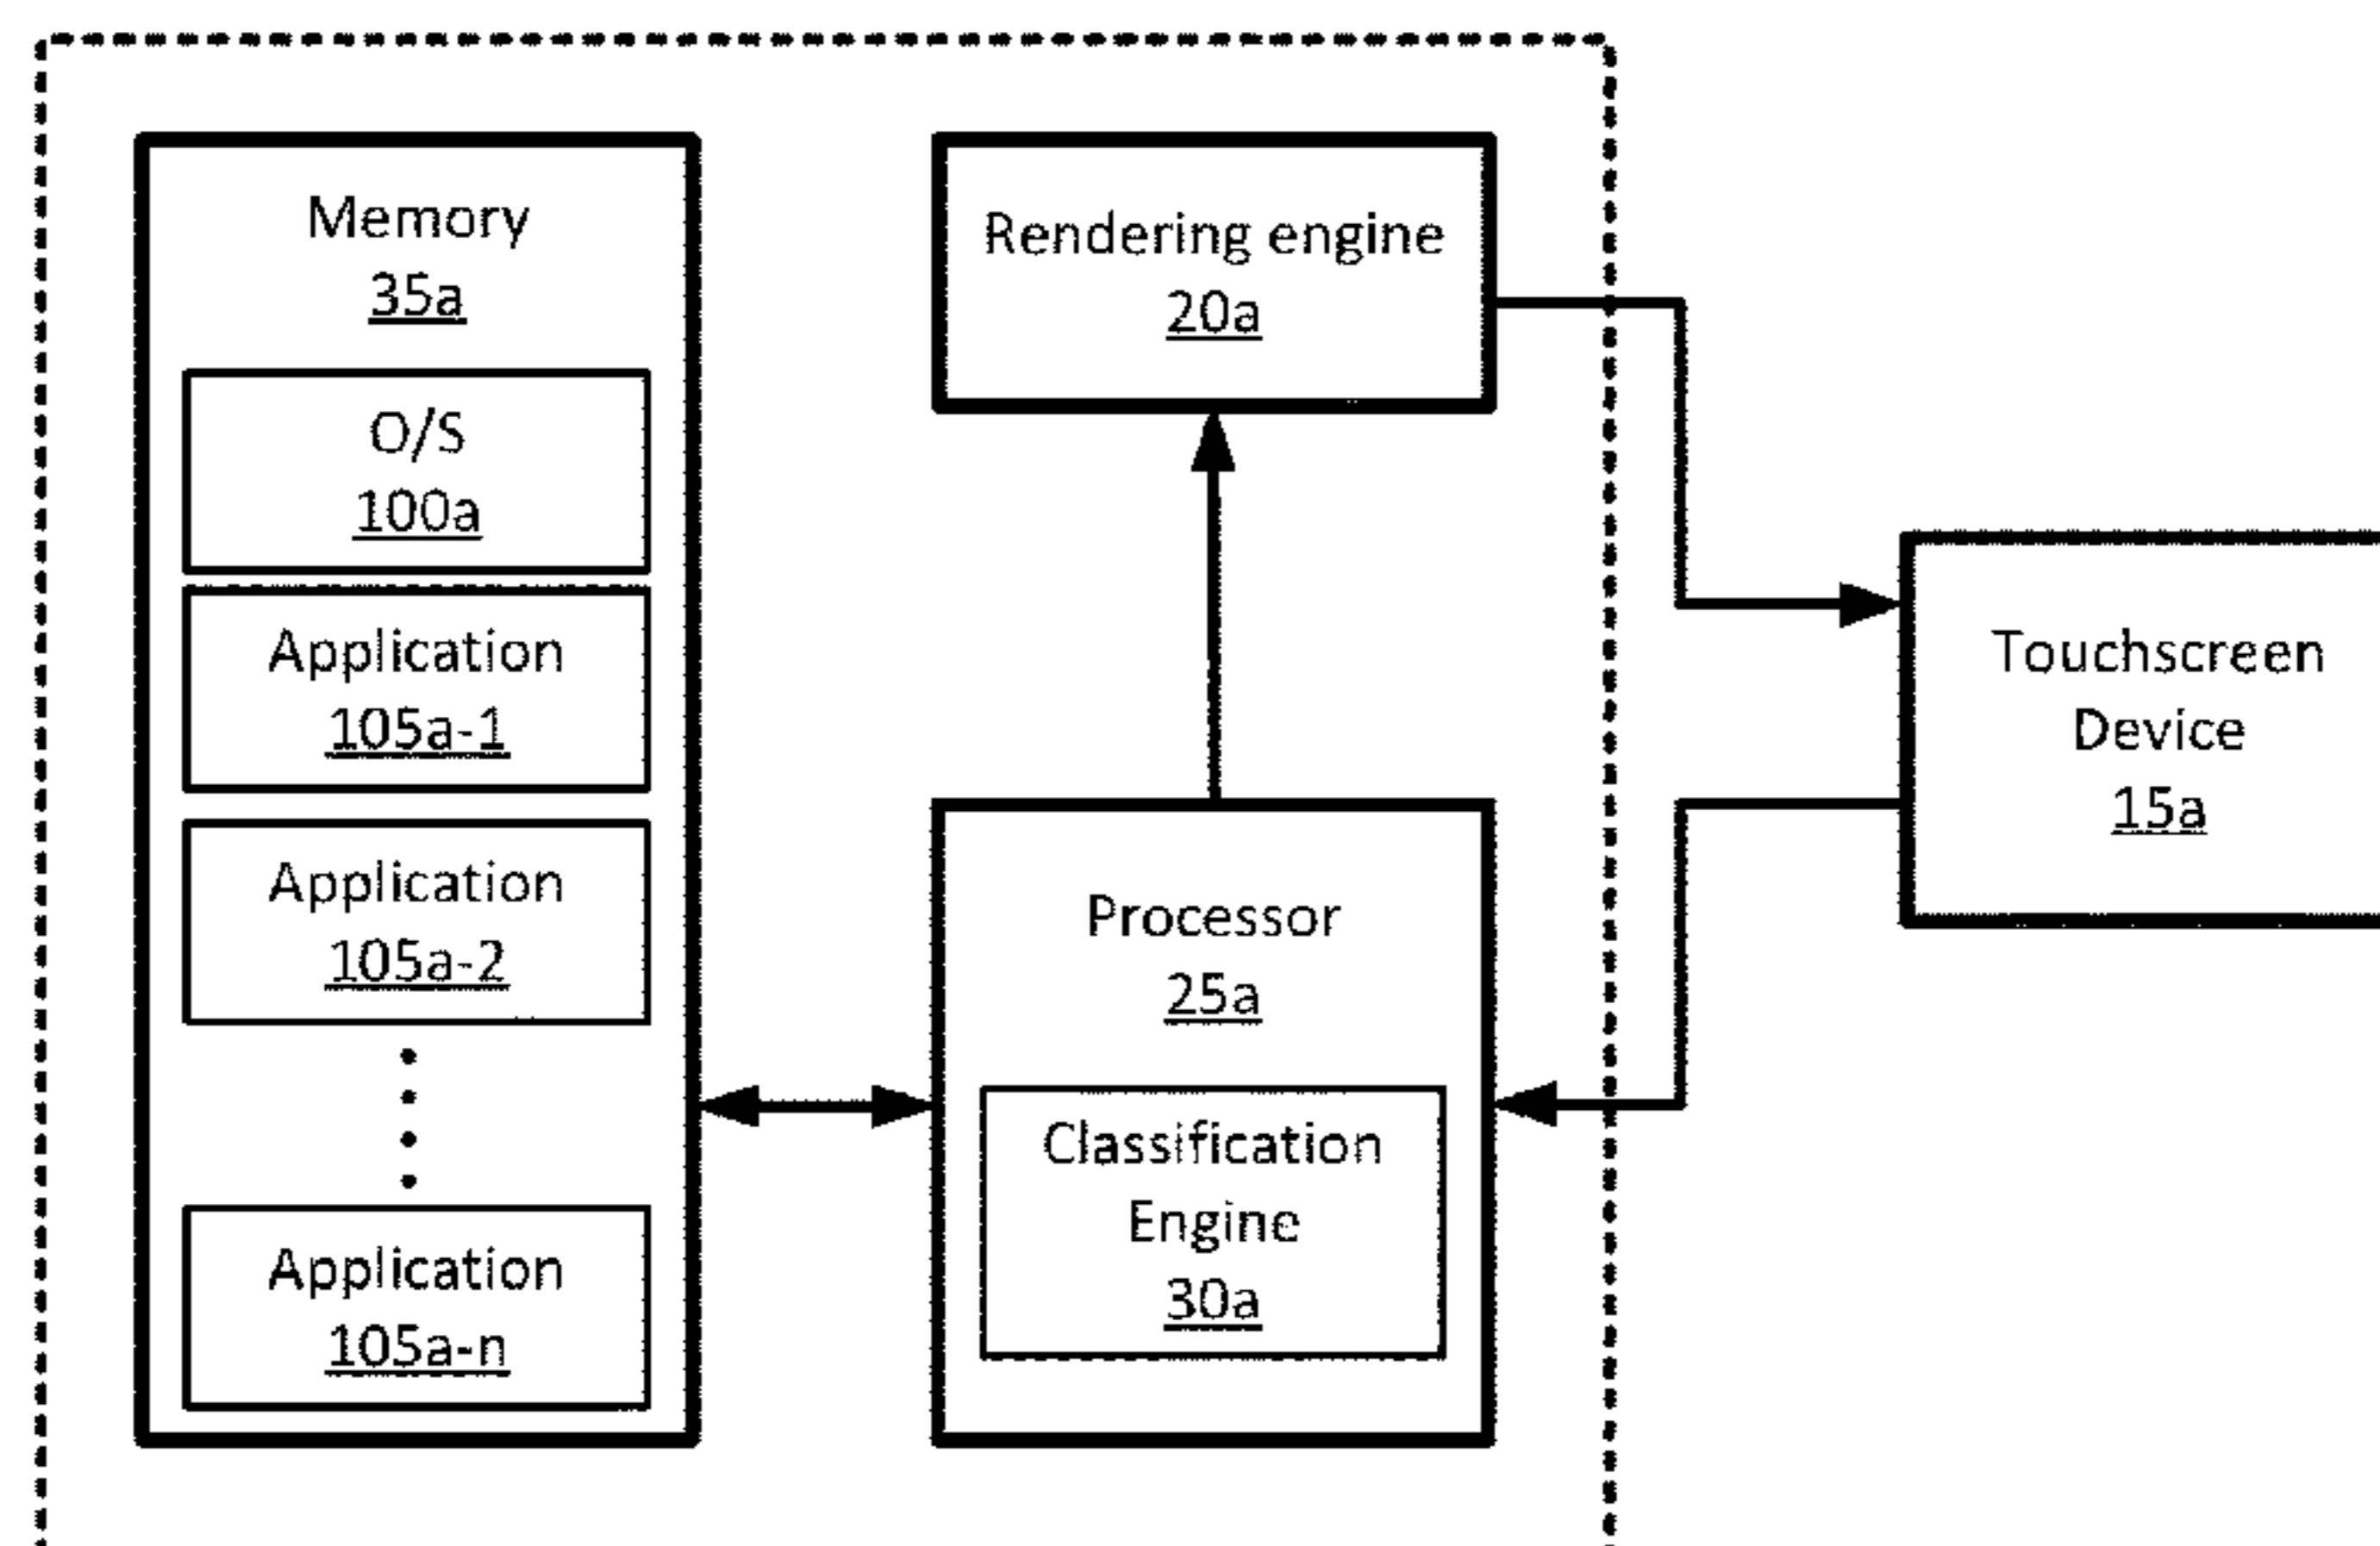 Memory
35a
O/S
100a
Application
105a-1
Application
105a-2
Application
105a-n
Rendering engine
20a
Processor
25a
Classification
Engine
30a
Touchscreen
Device
15a